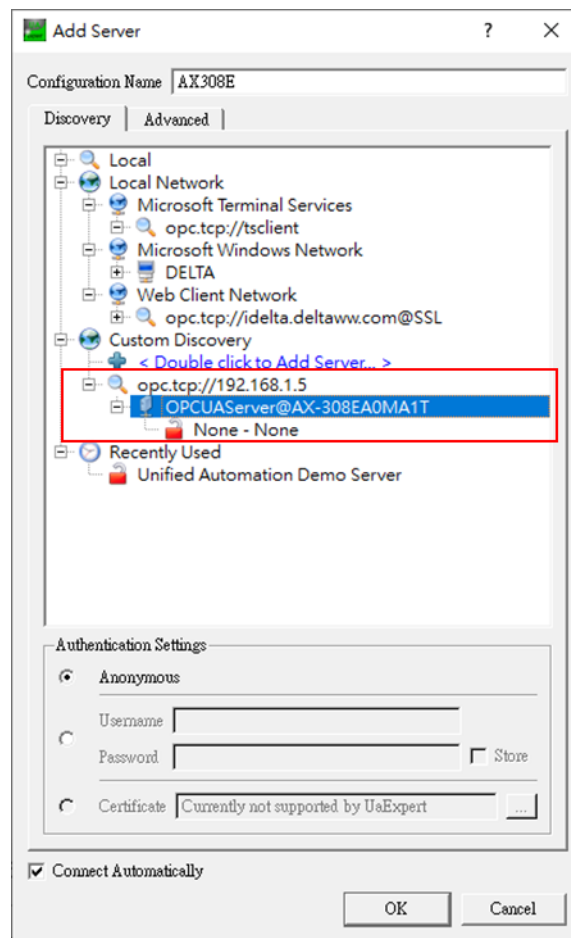 Add Server
Configuration Name AX308E
Discovery Advanced
Local
Local Network
Microsoft Terminal Services
opc.tcp://tsclient
Microsoft Windows Network
DELTA
Web Client Network
opc.tcp://idelta.deltaww.com@SSL
Custom Discovery
< Double click to Add Server... >
opc.tcp://192.168.1.5
OPCUAServer@AX-308EA0MA1T
None - None
Recently Used
Unified Automation Demo Server
Authentication Settings
Anonymous
Username
Password Store
Certificate Currently not supported by UaExpert ...
Connect Automatically
OK Cancel